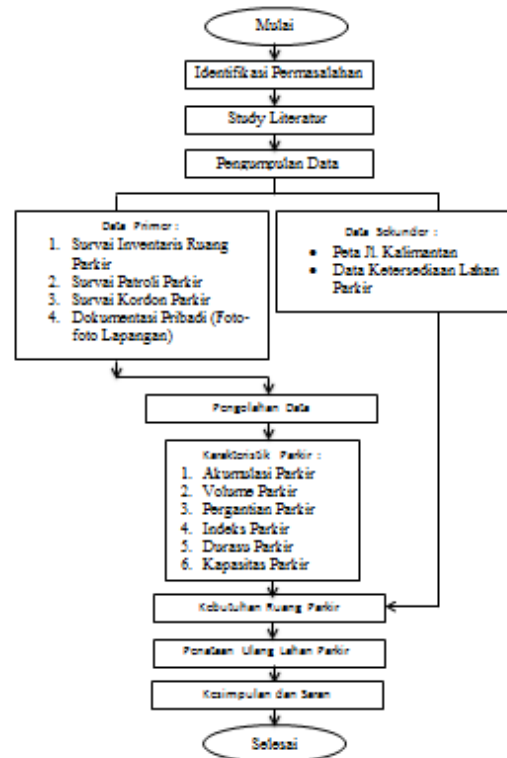 Mulai
Identifikasi Permasalahan
Study Literatur
Pengumpulan Data
Data Primer :
1. Survai Inventaris Ruang
Parkir
2. Survai Patroli Parkir
3. Survai Kordon Parkir
4. Dokumentasi Pribadi (Foto-
foto Lapangan)
Data Sekunder :
• Peta Jl. Kalimantan
• Data Ketersediaan Lahan
Parkir
Pengolahan Data
Karakteristik Parkir :
1. Akumulasi Parkir
2. Volume Parkir
3. Pergantian Parkir
4. Indeks Parkir
5. Durasu Parkir
6. Kapasitas Parkir
Kebutuhan Ruang Parkir
Penataan Ulang Lahan Parkir
Kesimpulan dan Saran
Selesai